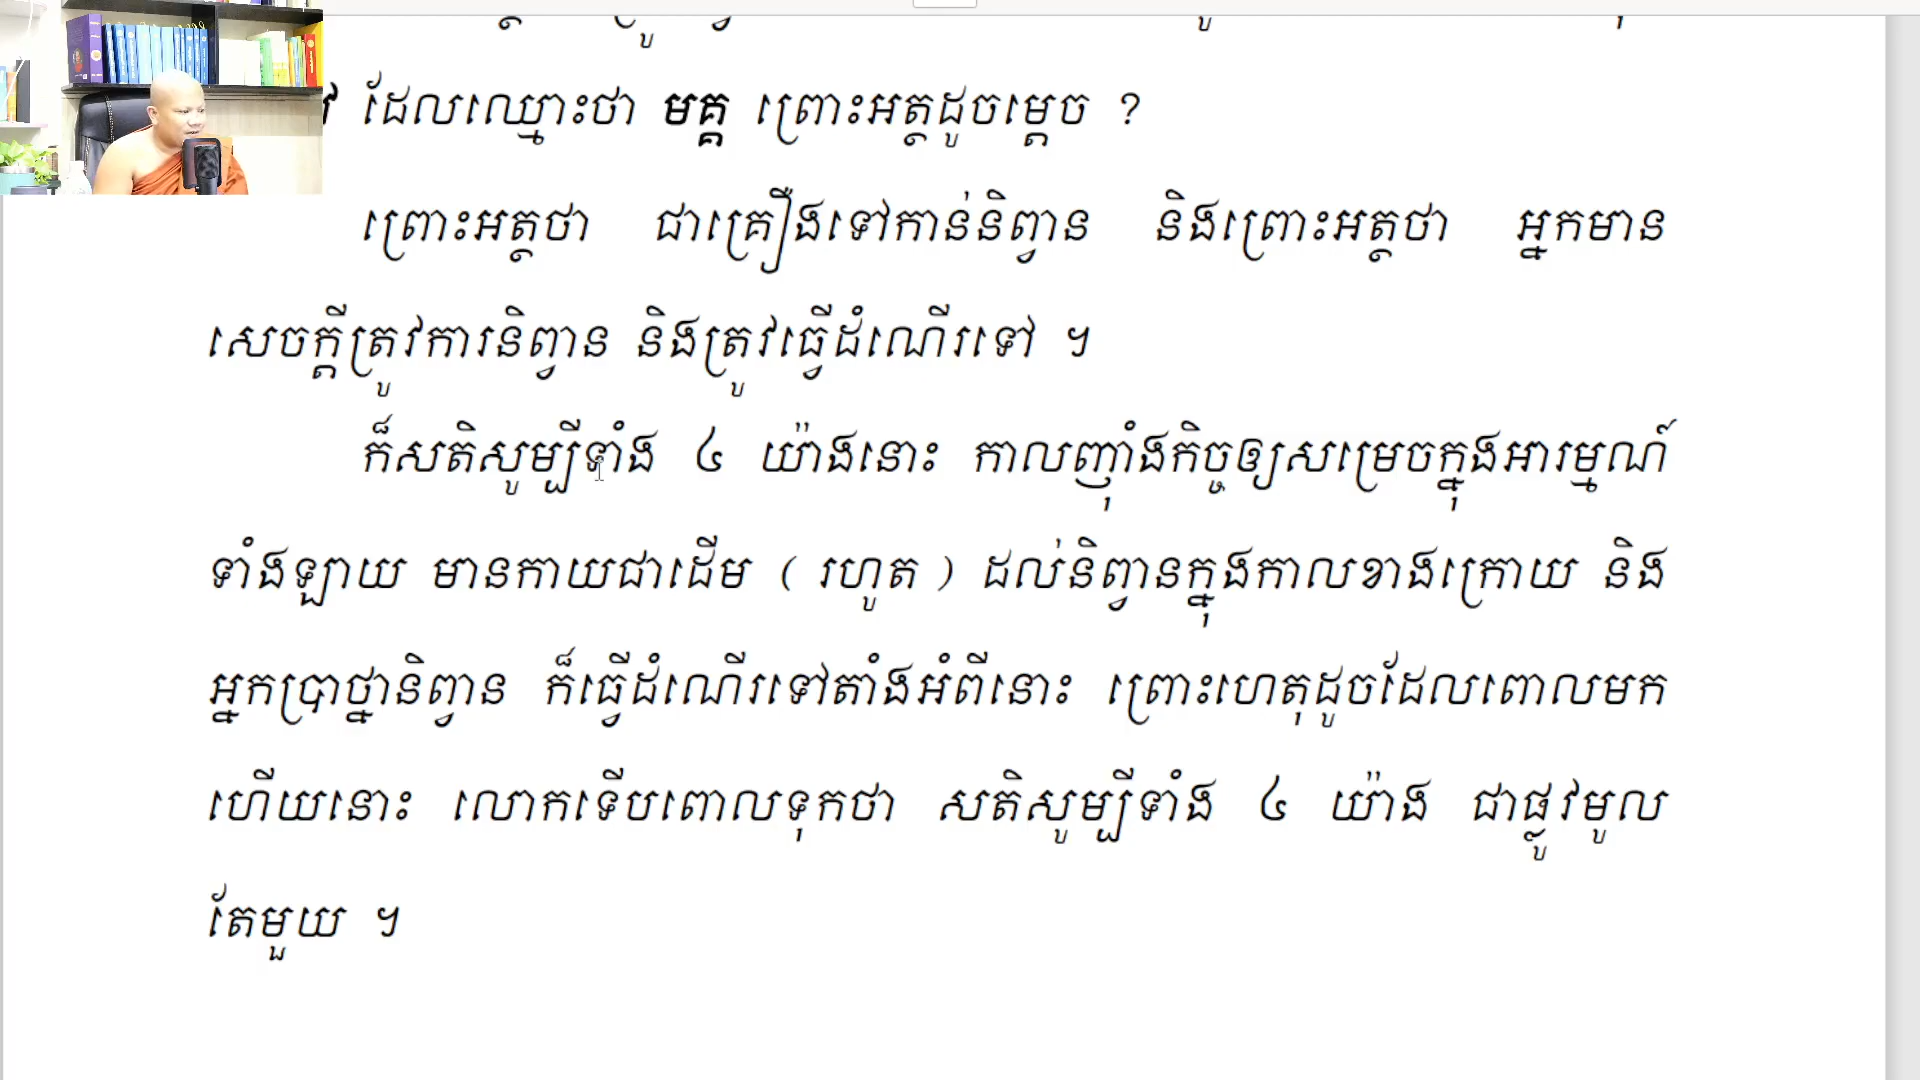 ដែលឈ្មោះថា មគ្គ ព្រោះអត្ថដូចម្ដេច ?
ព្រោះអត្ថថា ជាគ្រឿងទៅកាន់និព្វាន និងព្រោះអត្ថថា អ្នកមាន
សេចក្ដីត្រូវការនិព្វាន និងត្រូវធ្វើដំណើរទៅ ។
ក៏សតិសូម្បីទាំង ៤ យ៉ាងនោះ កាលញ៉ាំងកិច្ចឲ្យសម្រេចក្នុងអារម្មណ៍
ទាំងឡាយ មានកាយជាដើម ( រហូត ) ដល់និព្វានក្នុងកាលខាងក្រោយ និង
អ្នកប្រាថ្នានិព្វាន ក៏ធ្វើដំណើរទៅតាំងអំពីនោះ ព្រោះហេតុដូចដែលពោលមក
ហើយនោះ លោកទើបពោលទុកថា សតិសូម្បីទាំង ៤ យ៉ាង ជាផ្លូវមូល
តែមួយ ។